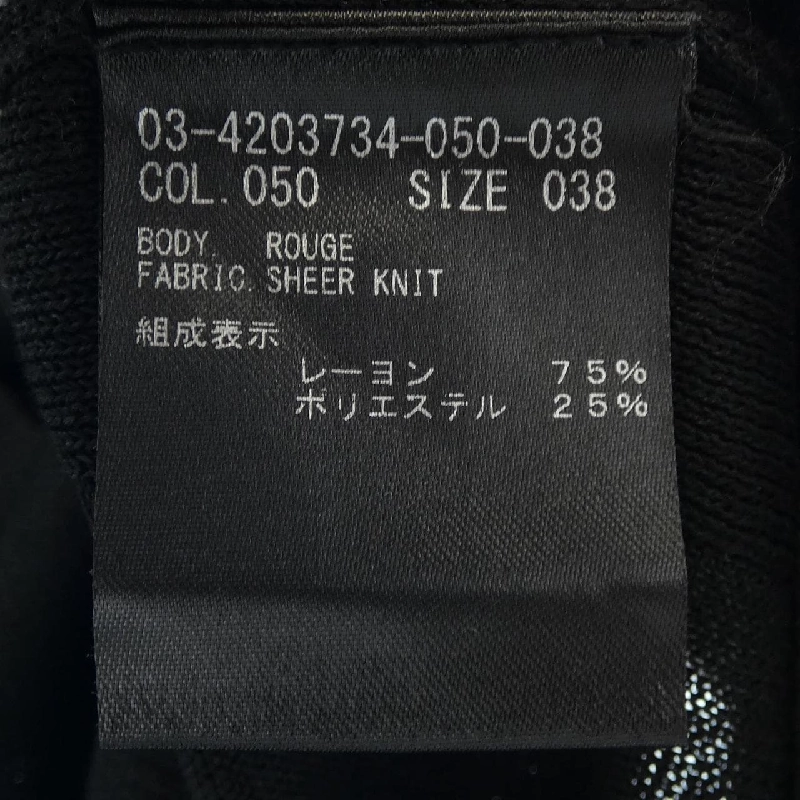 03-4203734-050-038
COL. 050 SIZE 038
BODY. ROUGE
FABRIC. SHEER KNIT
組成表示
レーヨン 75%
ポリエステル 25%